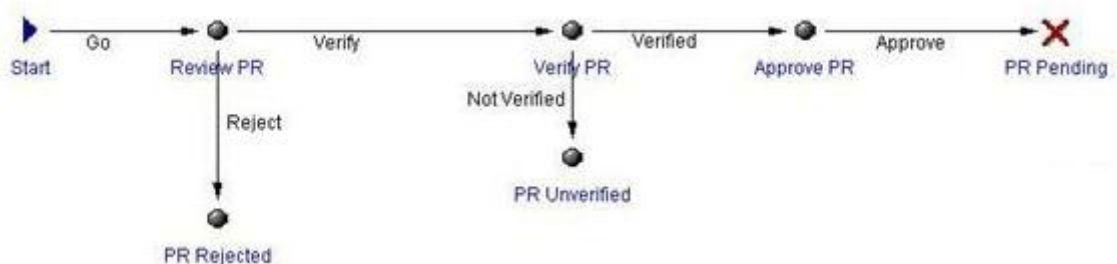 Go
Verify
Verified
Approve
Start
Review PR
Verify PR
Approve PR
PR Pending
Not Verified
Reject
PR Unverified
PR Rejected